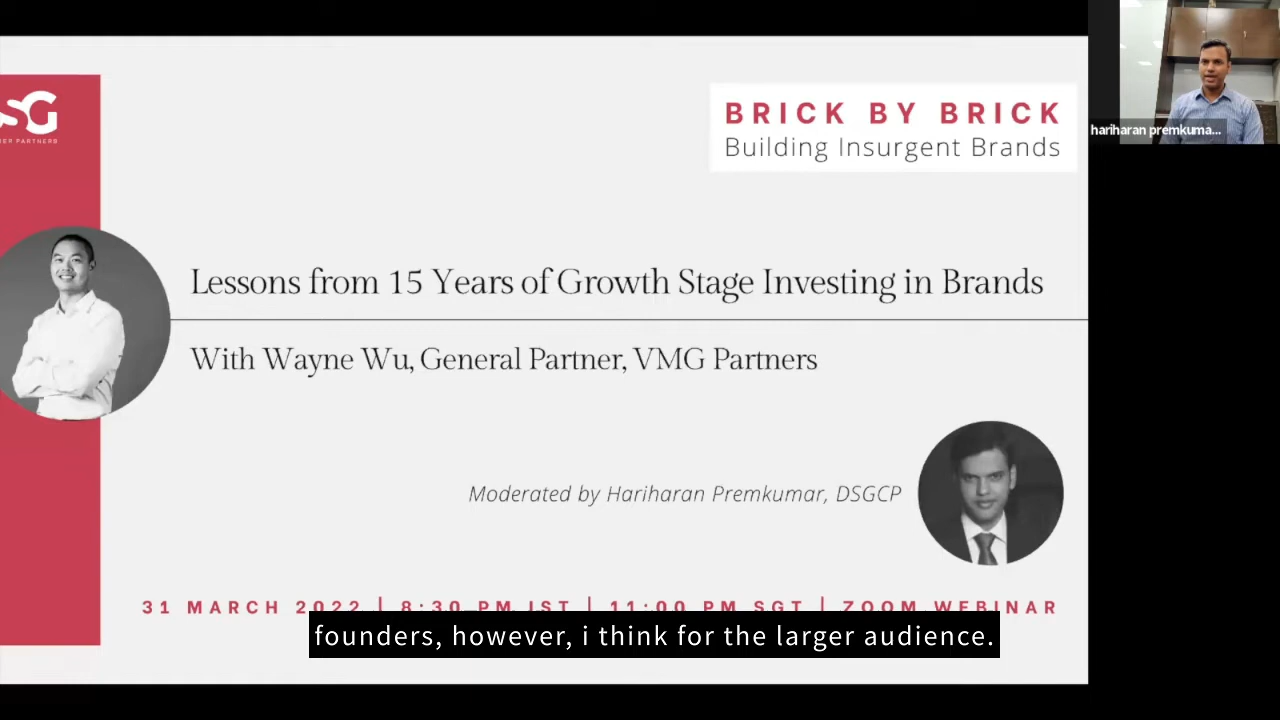 SG
BRICK BY BRICK
Building Insurgent Brands
hariharan premkuma...
Lessons from 15 Years of Growth Stage Investing in Brands
With Wayne Wu, General Partner, VMG Partners
Moderated by Hariharan Premkumar, DSGCP
31 MARCH 2022 | 8:30 PM IST | 11:00 PM SGT | ZOOM WEBINAR
founders, however, i think for the larger audience.